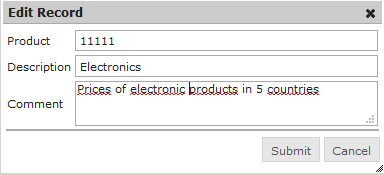 Edit Record
Product 11111
Description Electronics
Comment Prices of electronic products in 5 countries
Submit Cancel